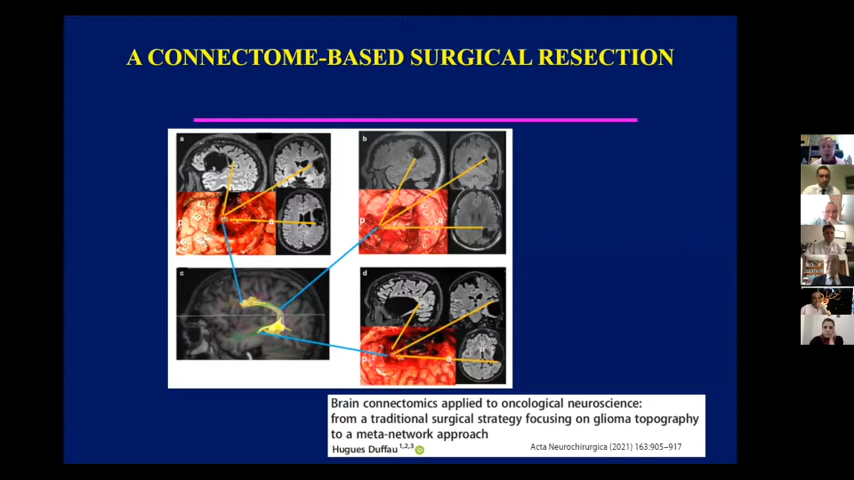 A CONNECTOME-BASED SURGICAL RESECTION
a
b
p
a
p
a
c
d
p
a
Brain connectomics applied to oncological neuroscience:
from a traditional surgical strategy focusing on glioma topography
to a meta-network approach
Hugues Duffau 1,2,3
Acta Neurochirurgica (2021) 163:905–917